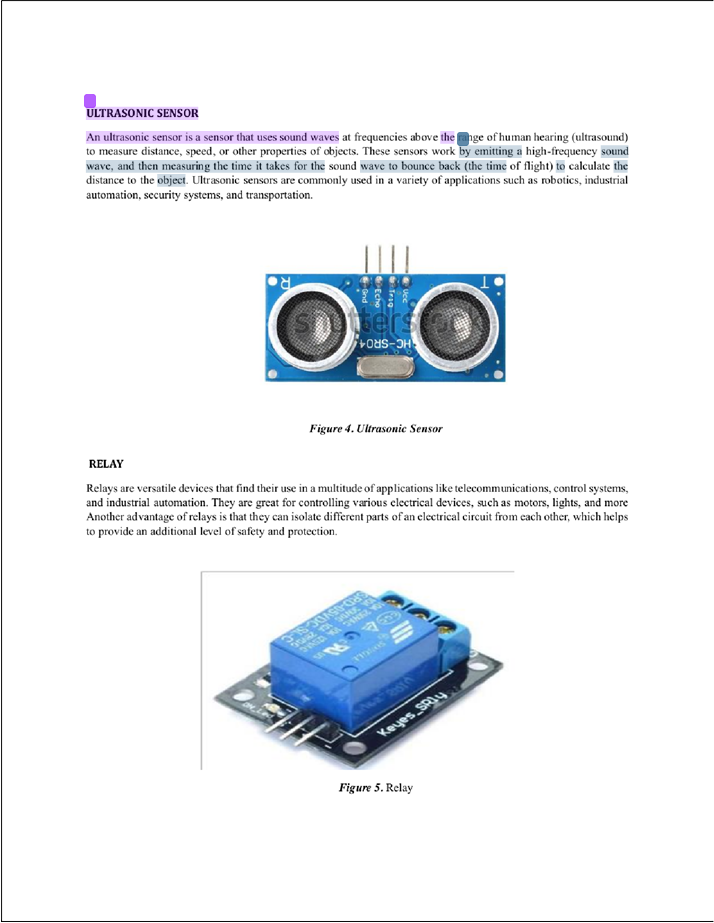 ULTRASONIC SENSOR
An ultrasonic sensor is a sensor that uses sound waves at frequencies above the range of human hearing (ultrasound)
to measure distance, speed, or other properties of objects. These sensors work by emitting a high-frequency sound
wave, and then measuring the time it takes for the sound wave to bounce back (the time of flight) to calculate the
distance to the object. Ultrasonic sensors are commonly used in a variety of applications such as robotics, industrial
automation, security systems, and transportation.
R
T
Gnd
Echo
Trig
Vcc
shutterstock
HC-SR04
Figure 4. Ultrasonic Sensor
RELAY
Relays are versatile devices that find their use in a multitude of applications like telecommunications, control systems,
and industrial automation. They are great for controlling various electrical devices, such as motors, lights, and more
Another advantage of relays is that they can isolate different parts of an electrical circuit from each other, which helps
to provide an additional level of safety and protection.
SRD-05VDC-SL-C
Keyes_SRly
Figure 5. Relay